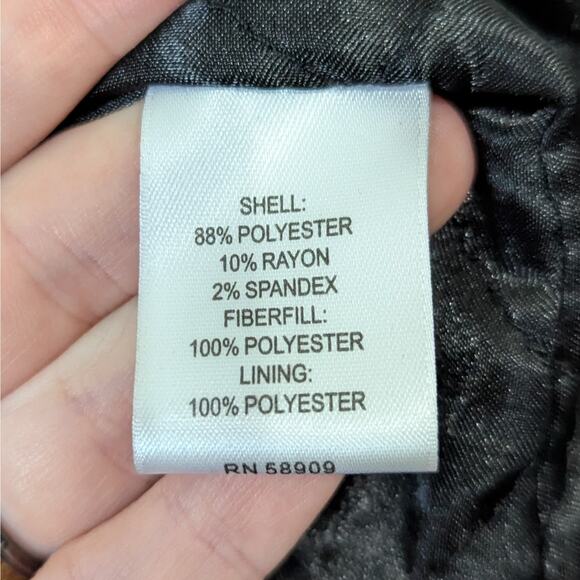 SHELL:
88% POLYESTER
10% RAYON
2% SPANDEX
FIBERFILL:
100% POLYESTER
LINING:
100% POLYESTER
RN 58909